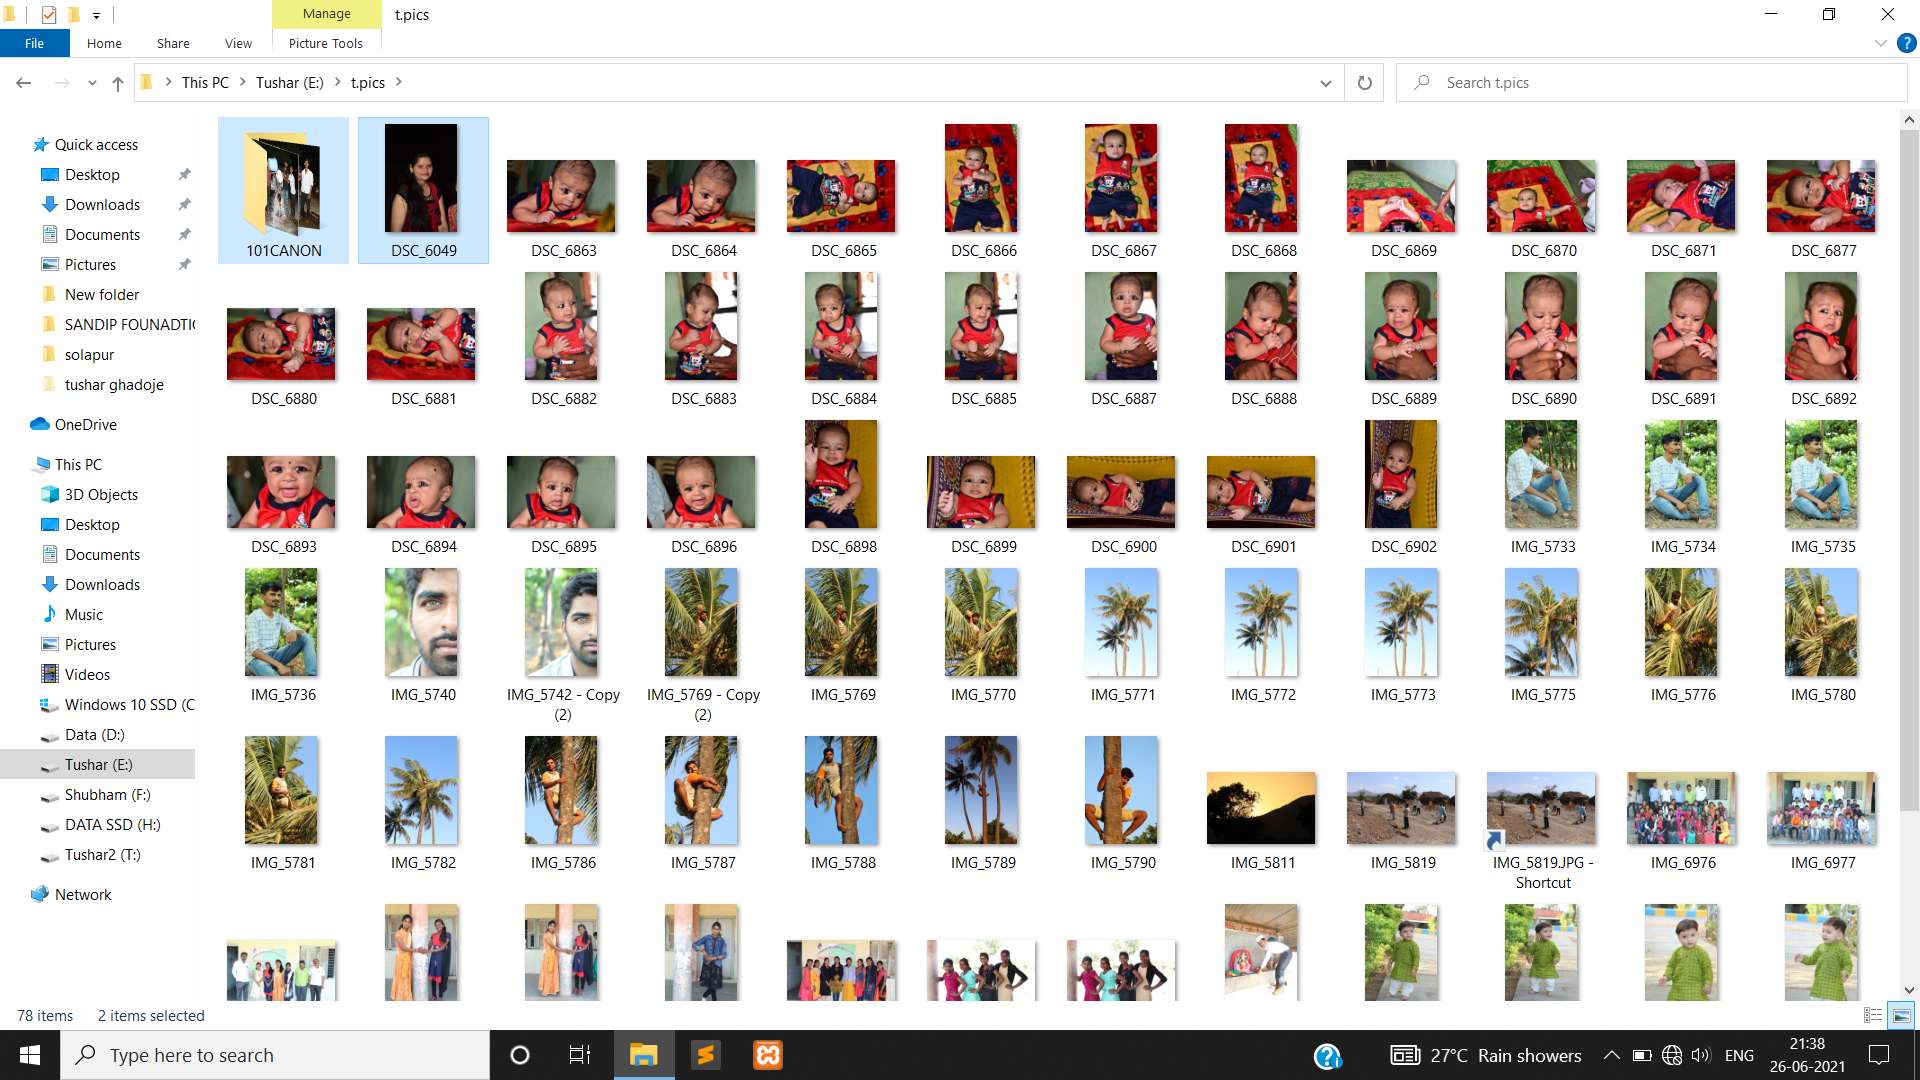 Manage
t.pics
File
Home
Share
View
Picture Tools
This PC
Tushar (E:)
t.pics
Search t.pics
Quick access
Desktop
Downloads
Documents
Pictures
New folder
SANDIP FOUNADTIO
solapur
tushar ghadoje
OneDrive
This PC
3D Objects
Desktop
Documents
Downloads
Music
Pictures
Videos
Windows 10 SSD (C
Data (D:)
Tushar (E:)
Shubham (F:)
DATA SSD (H:)
Tushar2 (T:)
Network
101CANON DSC_6049 DSC_6863 DSC_6864 DSC_6865 DSC_6866 DSC_6867 DSC_6868 DSC_6869 DSC_6870 DSC_6871 DSC_6877
DSC_6880 DSC_6881 DSC_6882 DSC_6883 DSC_6884 DSC_6885 DSC_6887 DSC_6888 DSC_6889 DSC_6890 DSC_6891 DSC_6892
DSC_6893 DSC_6894 DSC_6895 DSC_6896 DSC_6898 DSC_6899 DSC_6900 DSC_6901 DSC_6902 IMG_5733 IMG_5734 IMG_5735
IMG_5736 IMG_5740 IMG_5742 - Copy (2) IMG_5769 - Copy (2) IMG_5769 IMG_5770 IMG_5771 IMG_5772 IMG_5773 IMG_5775 IMG_5776 IMG_5780
IMG_5781 IMG_5782 IMG_5786 IMG_5787 IMG_5788 IMG_5789 IMG_5790 IMG_5811 IMG_5819 IMG_5819.JPG - Shortcut IMG_6976 IMG_6977
78 items 2 items selected
Type here to search
27°C Rain showers
ENG
21:38
26-06-2021